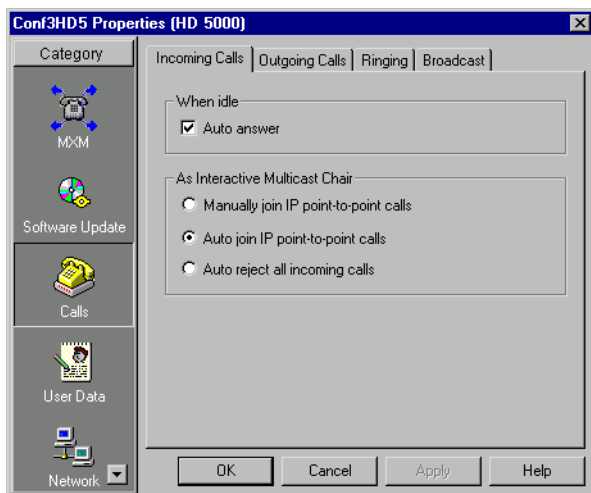 Conf3HD5 Properties (HD 5000)
Category
MXM
Software Update
Calls
User Data
Network
Incoming Calls
Outgoing Calls
Ringing
Broadcast
When idle
Auto answer
As Interactive Multicast Chair
Manually join IP point-to-point calls
Auto join IP point-to-point calls
Auto reject all incoming calls
OK
Cancel
Apply
Help